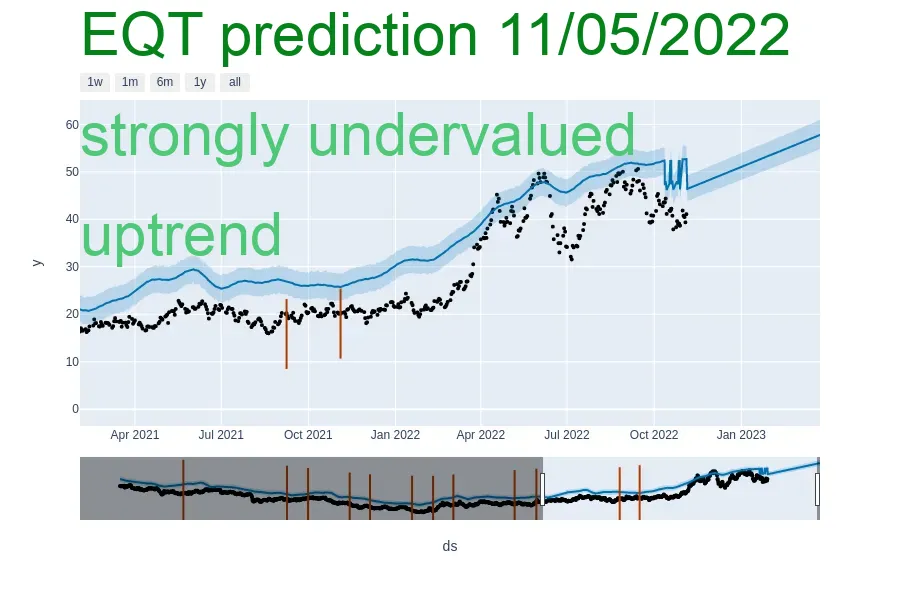 EQT prediction 11/05/2022
1w 1m 6m 1y all
strongly undervalued
uptrend
60
50
40
30
20
10
0
y
Apr 2021 Jul 2021 Oct 2021 Jan 2022 Apr 2022 Jul 2022 Oct 2022 Jan 2023
ds